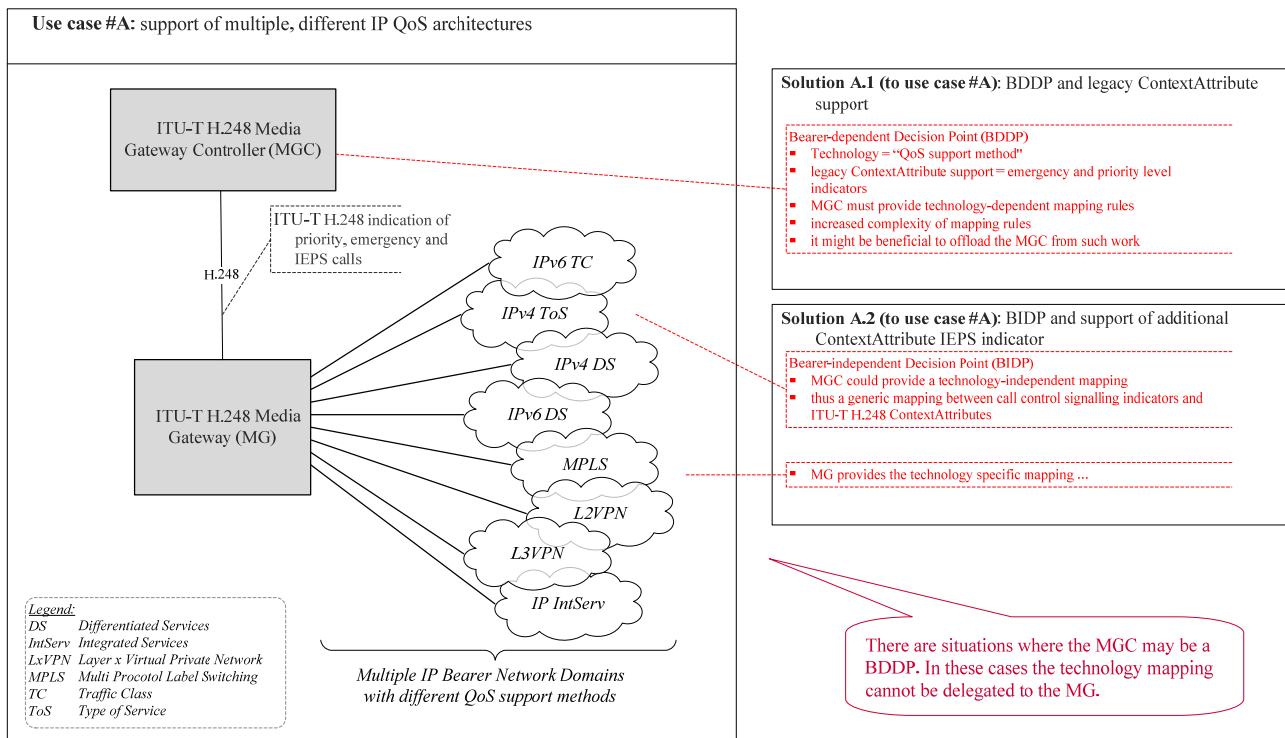 Use case #A: support of multiple, different IP QoS architectures
ITU-T H.248 Media
Gateway Controller (MGC)
ITU-T H.248 indication of
priority, emergency and
IEPS calls
H.248
ITU-T H.248 Media
Gateway (MG)
IPv6 TC
IPv4 ToS
IPv4 DS
IPv6 DS
MPLS
L2VPN
L3VPN
IP IntServ
Multiple IP Bearer Network Domains
with different QoS support methods
Legend:
DS Differentiated Services
IntServ Integrated Services
LxVPN Layer x Virtual Private Network
MPLS Multi Procotol Label Switching
TC Traffic Class
ToS Type of Service
Solution A.1 (to use case #A): BDDP and legacy ContextAttribute
support
Bearer-dependent Decision Point (BDDP)
▪ Technology = "QoS support method"
▪ legacy ContextAttribute support = emergency and priority level
indicators
▪ MGC must provide technology-dependent mapping rules
▪ increased complexity of mapping rules
▪ it might be beneficial to offload the MGC from such work
Solution A.2 (to use case #A): BIDP and support of additional
ContextAttribute IEPS indicator
Bearer-independent Decision Point (BIDP)
▪ MGC could provide a technology-independent mapping
▪ thus a generic mapping between call control signalling indicators and
ITU-T H.248 ContextAttributes
▪ MG provides the technology specific mapping ...
There are situations where the MGC may be a
BDDP. In these cases the technology mapping
cannot be delegated to the MG.